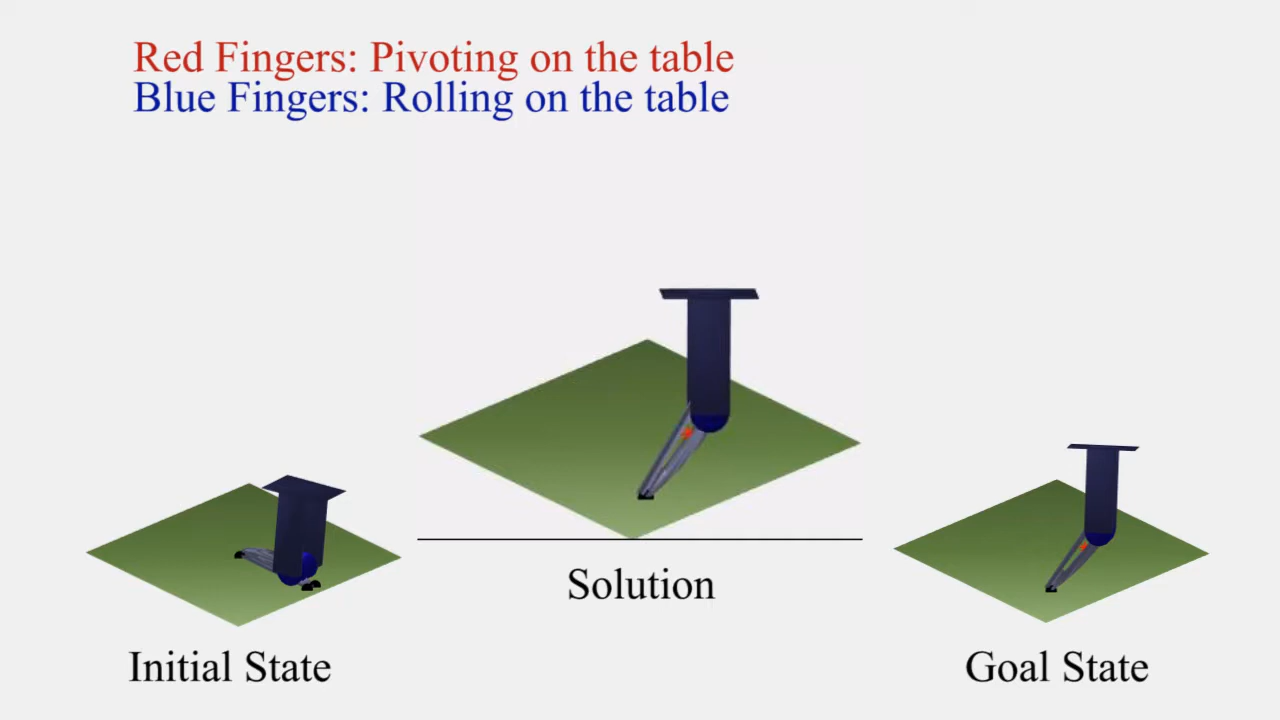 Red Fingers: Pivoting on the table
Blue Fingers: Rolling on the table
Solution
Initial State
Goal State